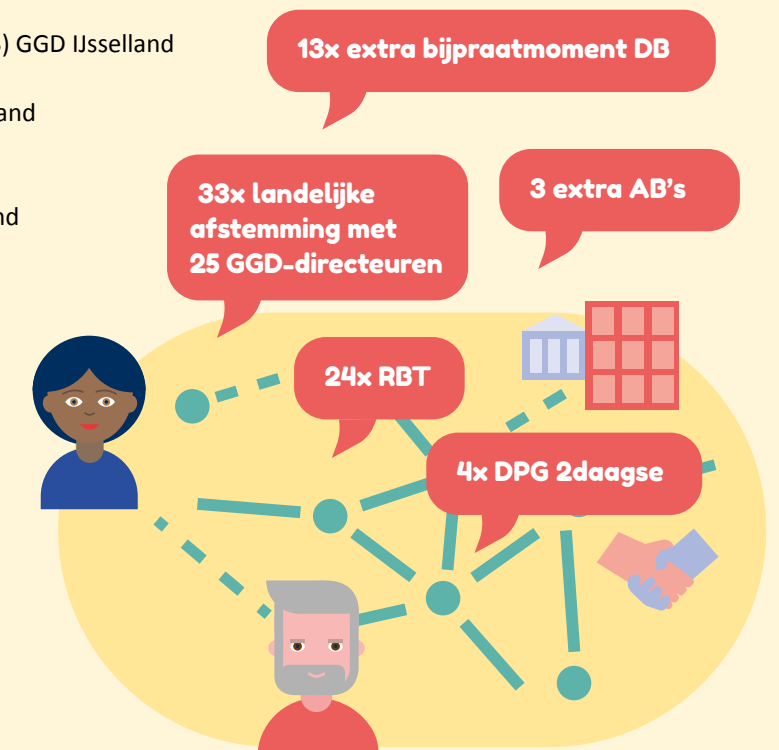 ) GGD IJsselland
13x extra bijpraatmoment DB
and
3 extra AB's
33x landelijke
afstemming met
25 GGD-directeuren
nd
24x RBT
4x DPG 2daagse